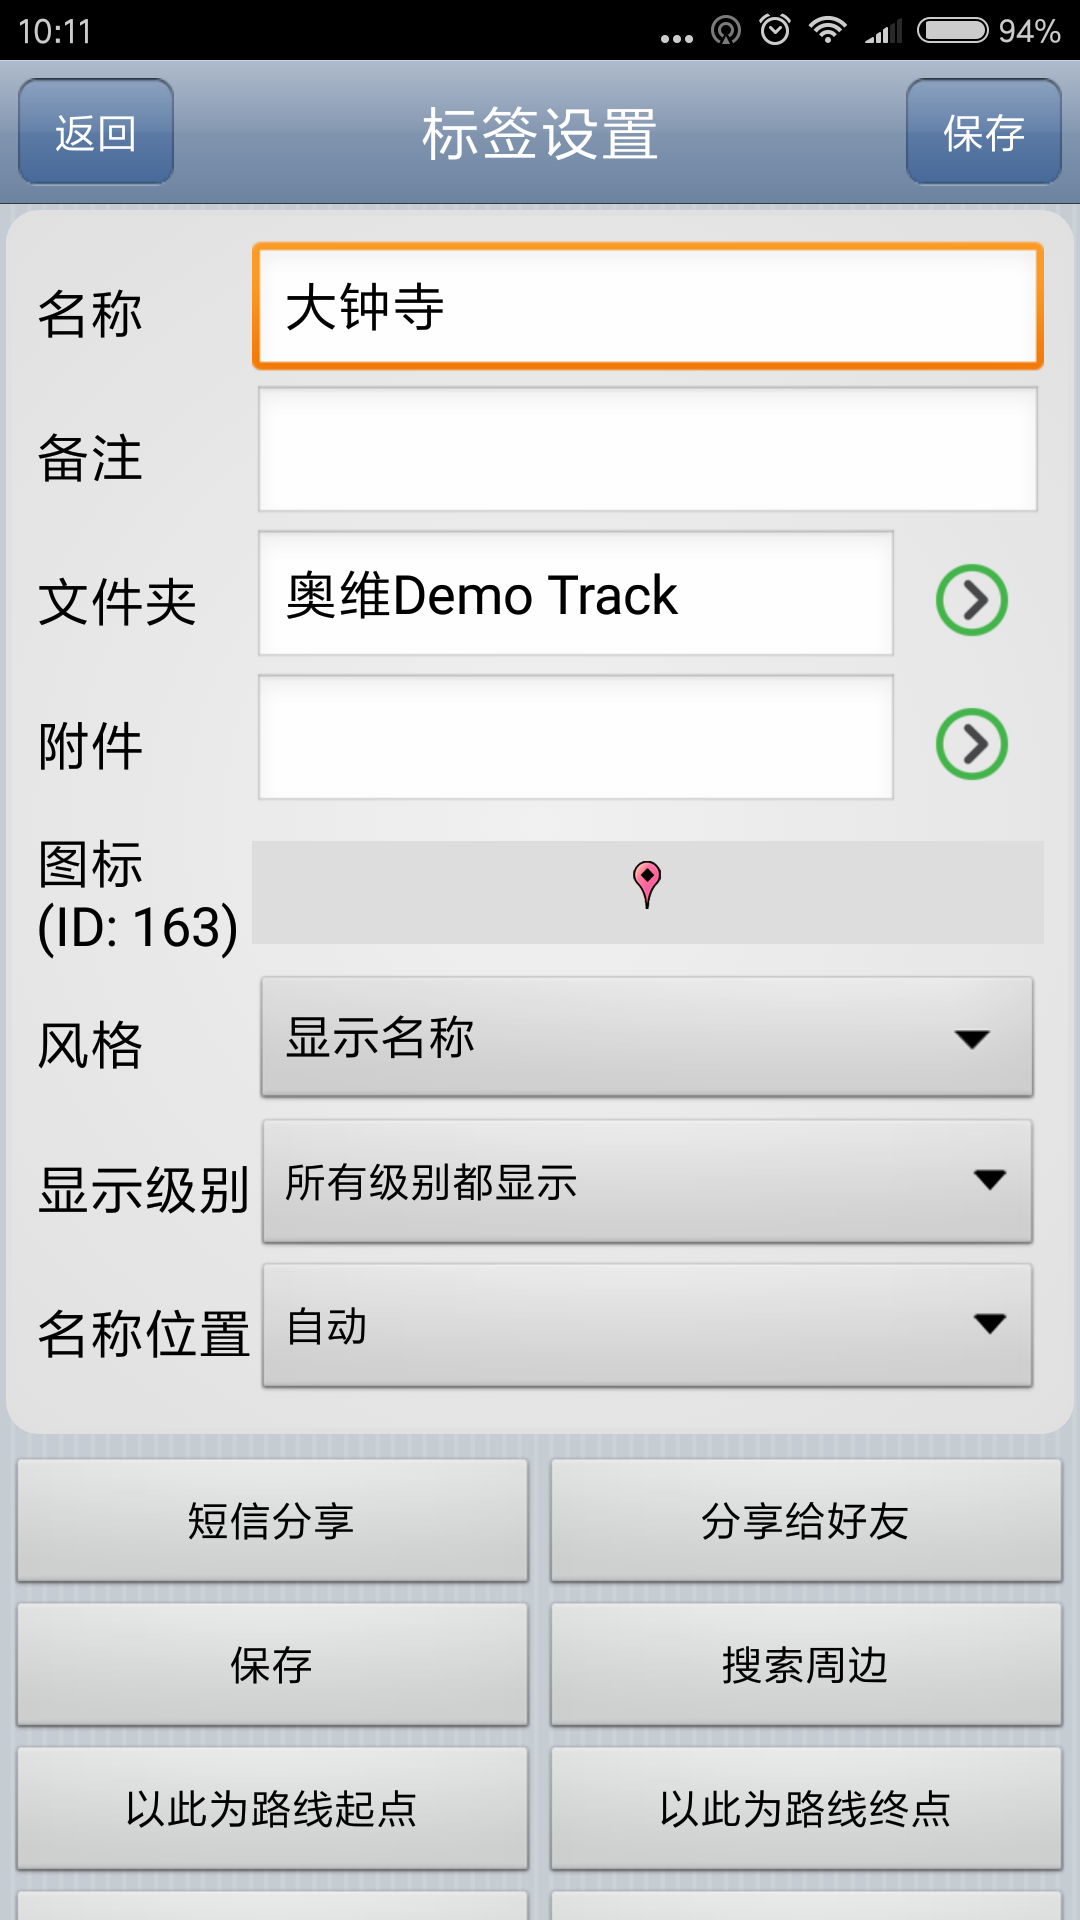 10:11
94%
返回
标签设置
保存
名称
大钟寺
备注
文件夹
奥维Demo Track
附件
图标
(ID: 163)
风格
显示名称
显示级别
所有级别都显示
名称位置
自动
短信分享
分享给好友
保存
搜索周边
以此为路线起点
以此为路线终点